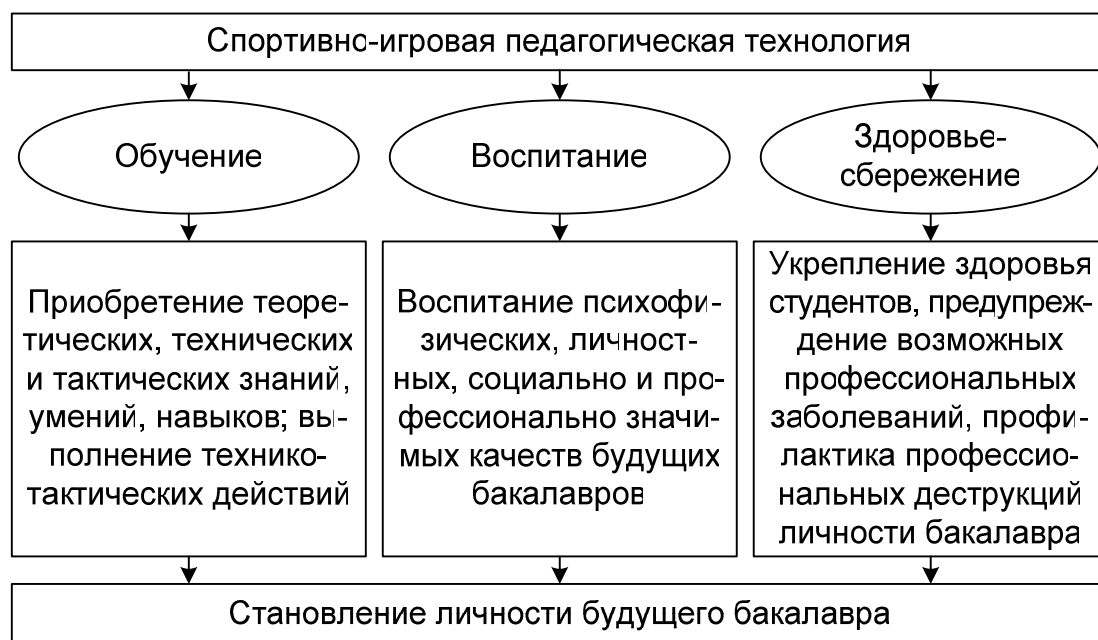 Спортивно-игровая педагогическая технология
Обучение
Воспитание
Здоровье-
сбережение
Приобретение теоре-
тических, технических
и тактических знаний,
умений, навыков; вы-
полнение технико-
тактических действий
Воспитание психофи-
зических, личност-
ных, социально и про-
фессионально значи-
мых качеств будущих
бакалавров
Укрепление здоровья
студентов, предупреж-
дение возможных
профессиональных
заболеваний, профи-
лактика профессио-
нальных деструкций
личности бакалавра
Становление личности будущего бакалавра